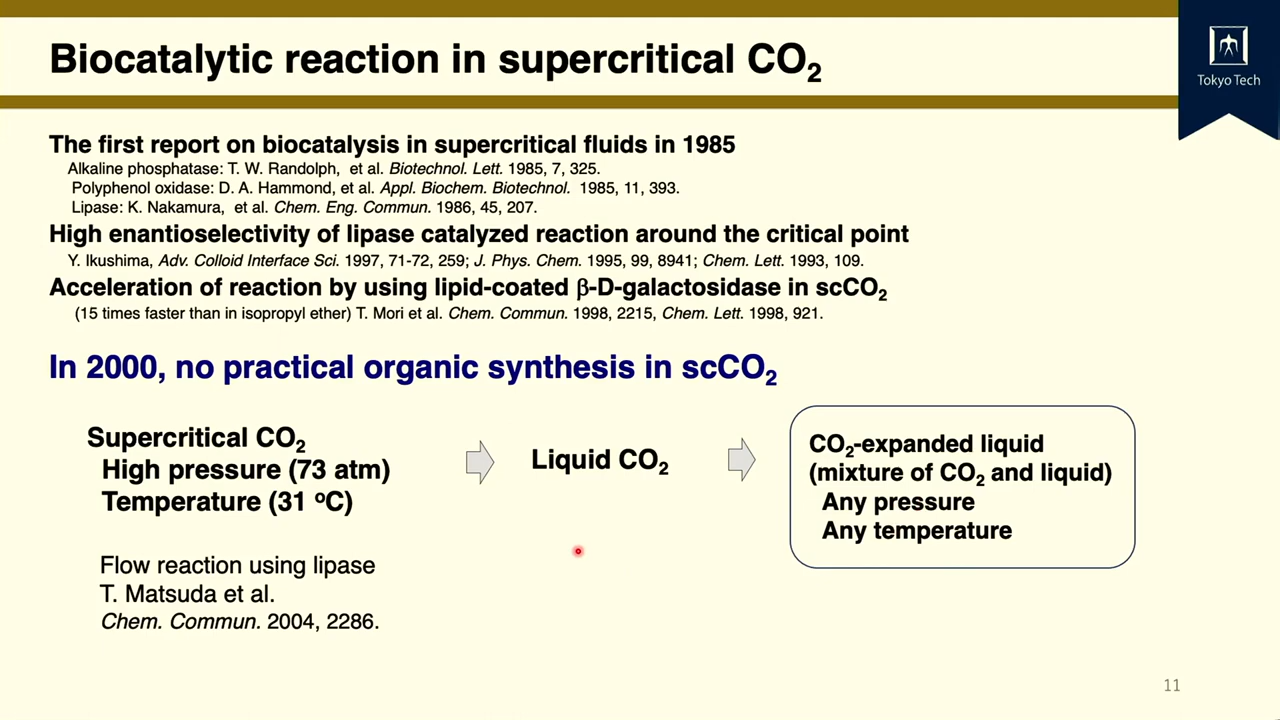 Biocatalytic reaction in supercritical CO₂
Tokyo Tech
The first report on biocatalysis in supercritical fluids in 1985
Alkaline phosphatase: T. W. Randolph, et al. Biotechnol. Lett. 1985, 7, 325.
Polyphenol oxidase: D. A. Hammond, et al. Appl. Biochem. Biotechnol. 1985, 11, 393.
Lipase: K. Nakamura, et al. Chem. Eng. Commun. 1986, 45, 207.
High enantioselectivity of lipase catalyzed reaction around the critical point
Y. Ikushima, Adv. Colloid Interface Sci. 1997, 71-72, 259; J. Phys. Chem. 1995, 99, 8941; Chem. Lett. 1993, 109.
Acceleration of reaction by using lipid-coated β-D-galactosidase in scCO₂
(15 times faster than in isopropyl ether) T. Mori et al. Chem. Commun. 1998, 2215, Chem. Lett. 1998, 921.
In 2000, no practical organic synthesis in scCO₂
Supercritical CO₂
High pressure (73 atm)
Temperature (31 ºC)
Liquid CO₂
CO₂-expanded liquid
(mixture of CO₂ and liquid)
Any pressure
Any temperature
Flow reaction using lipase
T. Matsuda et al.
Chem. Commun. 2004, 2286.
11